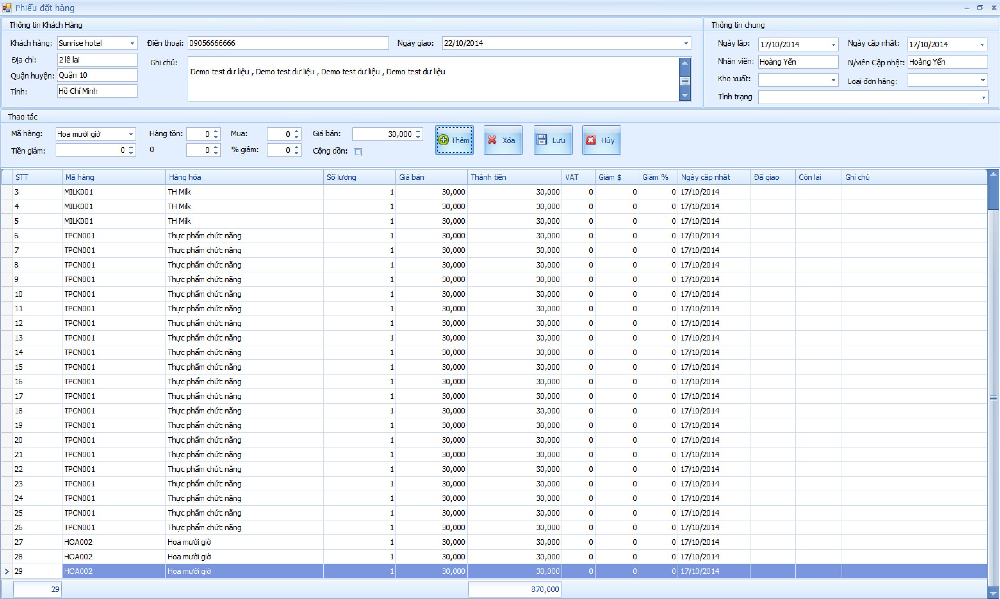 Phiếu đặt hàng
Thông tin Khách Hàng
Khách hàng: Sunrise hotel Điện thoại: 09056666666 Ngày giao: 22/10/2014
Địa chỉ: 2 lê lai
Quận huyện: Quận 10
Tỉnh: Hồ Chí Minh
Ghi chú: Demo test dư liệu , Demo test dư liệu , Demo test dư liệu , Demo test dư liệu
Thông tin chung
Ngày lập: 17/10/2014 Ngày cập nhật: 17/10/2014
Nhân viên: Hoàng Yến N/viên Cập nhật: Hoàng Yến
Kho xuất: Loại đơn hàng:
Tình trạng
Thao tác
Mã hàng: Hoa mười giờ Hàng tồn: 0 Mua: 0 Giá bán: 30,000
Tiền giảm: 0 0 0 % giảm: 0 Cộng dồn:
Thêm Xóa Lưu Hủy
STT Mã hàng Hàng hóa Số lượng Giá bán Thành tiền VAT Giảm $ Giảm % Ngày cập nhật Đã giao Còn lại Ghi chú
3 MILK001 TH Milk 1 30,000 30,000 0 0 0 17/10/2014
4 MILK001 TH Milk 1 30,000 30,000 0 0 0 17/10/2014
5 MILK001 TH Milk 1 30,000 30,000 0 0 0 17/10/2014
6 TPCN001 Thực phẩm chức năng 1 30,000 30,000 0 0 0 17/10/2014
7 TPCN001 Thực phẩm chức năng 1 30,000 30,000 0 0 0 17/10/2014
8 TPCN001 Thực phẩm chức năng 1 30,000 30,000 0 0 0 17/10/2014
9 TPCN001 Thực phẩm chức năng 1 30,000 30,000 0 0 0 17/10/2014
10 TPCN001 Thực phẩm chức năng 1 30,000 30,000 0 0 0 17/10/2014
11 TPCN001 Thực phẩm chức năng 1 30,000 30,000 0 0 0 17/10/2014
12 TPCN001 Thực phẩm chức năng 1 30,000 30,000 0 0 0 17/10/2014
13 TPCN001 Thực phẩm chức năng 1 30,000 30,000 0 0 0 17/10/2014
14 TPCN001 Thực phẩm chức năng 1 30,000 30,000 0 0 0 17/10/2014
15 TPCN001 Thực phẩm chức năng 1 30,000 30,000 0 0 0 17/10/2014
16 TPCN001 Thực phẩm chức năng 1 30,000 30,000 0 0 0 17/10/2014
17 TPCN001 Thực phẩm chức năng 1 30,000 30,000 0 0 0 17/10/2014
18 TPCN001 Thực phẩm chức năng 1 30,000 30,000 0 0 0 17/10/2014
19 TPCN001 Thực phẩm chức năng 1 30,000 30,000 0 0 0 17/10/2014
20 TPCN001 Thực phẩm chức năng 1 30,000 30,000 0 0 0 17/10/2014
21 TPCN001 Thực phẩm chức năng 1 30,000 30,000 0 0 0 17/10/2014
22 TPCN001 Thực phẩm chức năng 1 30,000 30,000 0 0 0 17/10/2014
23 TPCN001 Thực phẩm chức năng 1 30,000 30,000 0 0 0 17/10/2014
24 TPCN001 Thực phẩm chức năng 1 30,000 30,000 0 0 0 17/10/2014
25 TPCN001 Thực phẩm chức năng 1 30,000 30,000 0 0 0 17/10/2014
26 TPCN001 Thực phẩm chức năng 1 30,000 30,000 0 0 0 17/10/2014
27 HOA002 Hoa mười giờ 1 30,000 30,000 0 0 0 17/10/2014
28 HOA002 Hoa mười giờ 1 30,000 30,000 0 0 0 17/10/2014
29 HOA002 Hoa mười giờ 1 30,000 30,000 0 0 0 17/10/2014
29 870,000